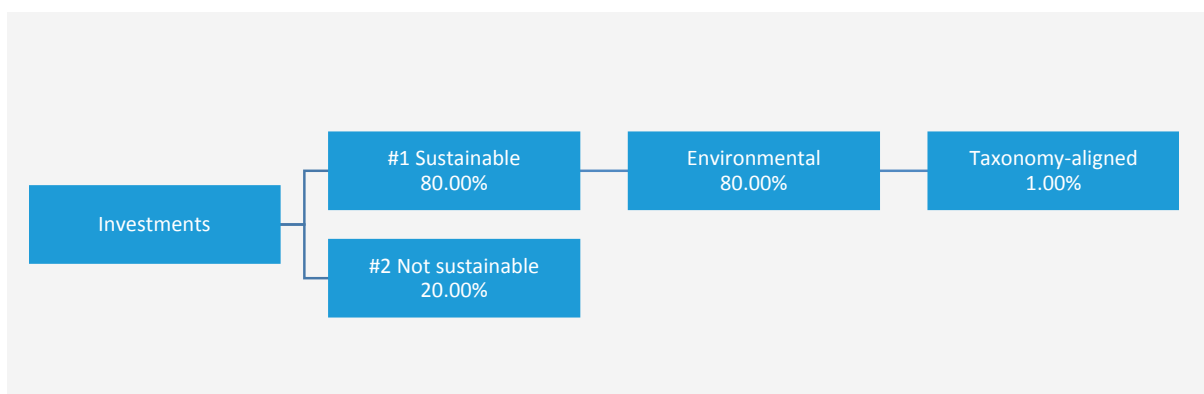 Investments
#1 Sustainable
80.00%
#2 Not sustainable
20.00%
Environmental
80.00%
Taxonomy-aligned
1.00%